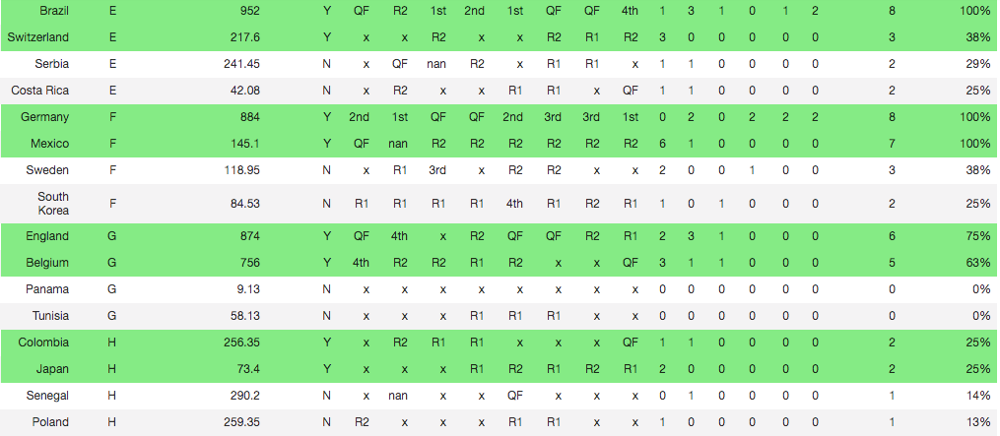 Brazil E 952 Y QF R2 1st 2nd 1st QF QF 4th 1 3 1 0 1 2 8 100%
Switzerland E 217.6 Y x x R2 x x R2 R1 R2 3 0 0 0 0 0 3 38%
Serbia E 241.45 N x QF nan R2 x R1 R1 x 1 1 0 0 0 0 2 29%
Costa Rica E 42.08 N x R2 x x R1 R1 x QF 1 1 0 0 0 0 2 25%
Germany F 884 Y 2nd 1st QF QF 2nd 3rd 3rd 1st 0 2 0 2 2 2 8 100%
Mexico F 145.1 Y QF nan R2 R2 R2 R2 R2 R2 6 1 0 0 0 0 7 100%
Sweden F 118.95 N x R1 3rd x R2 R2 x x 2 0 0 1 0 0 3 38%
South
Korea F 84.53 N R1 R1 R1 R1 4th R1 R2 R1 1 0 1 0 0 0 2 25%
England G 874 Y QF 4th x R2 QF QF R2 R1 2 3 1 0 0 0 6 75%
Belgium G 756 Y 4th R2 R2 R1 R2 x x QF 3 1 1 0 0 0 5 63%
Panama G 9.13 N x x x x x x x x 0 0 0 0 0 0 0 0%
Tunisia G 58.13 N x x x R1 R1 R1 x x 0 0 0 0 0 0 0 0%
Colombia H 256.35 Y x R2 R1 R1 x x x QF 1 1 0 0 0 0 2 25%
Japan H 73.4 Y x x x R1 R2 R1 R2 R1 2 0 0 0 0 0 2 25%
Senegal H 290.2 N x nan x x QF x x x 0 1 0 0 0 0 1 14%
Poland H 259.35 N R2 x x x R1 R1 x x 1 0 0 0 0 0 1 13%